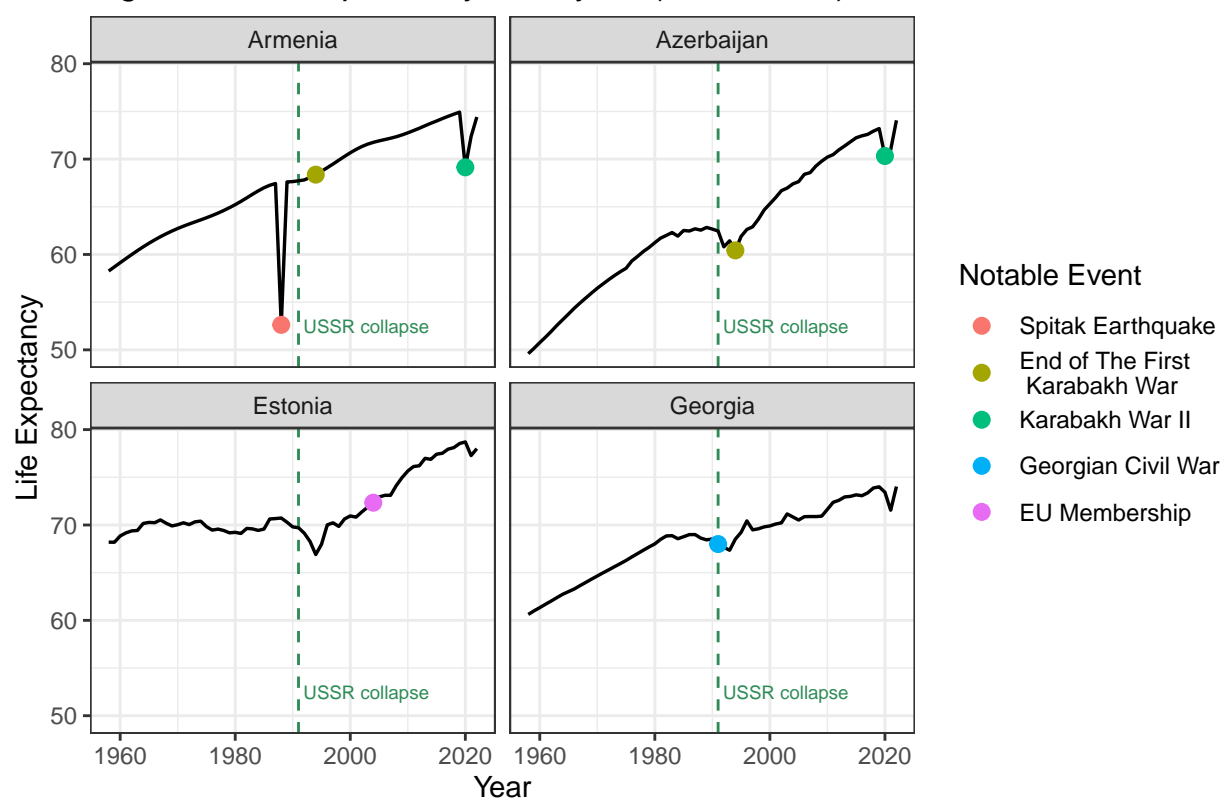 Armenia
Azerbaijan
80
70
60
50
USSR collapse
USSR collapse
Estonia
Georgia
80
70
60
50
USSR collapse
USSR collapse
1960
1980
2000
2020
1960
1980
2000
2020
Year
Life Expectancy
Notable Event
Spitak Earthquake
End of The First
Karabakh War
Karabakh War II
Georgian Civil War
EU Membership